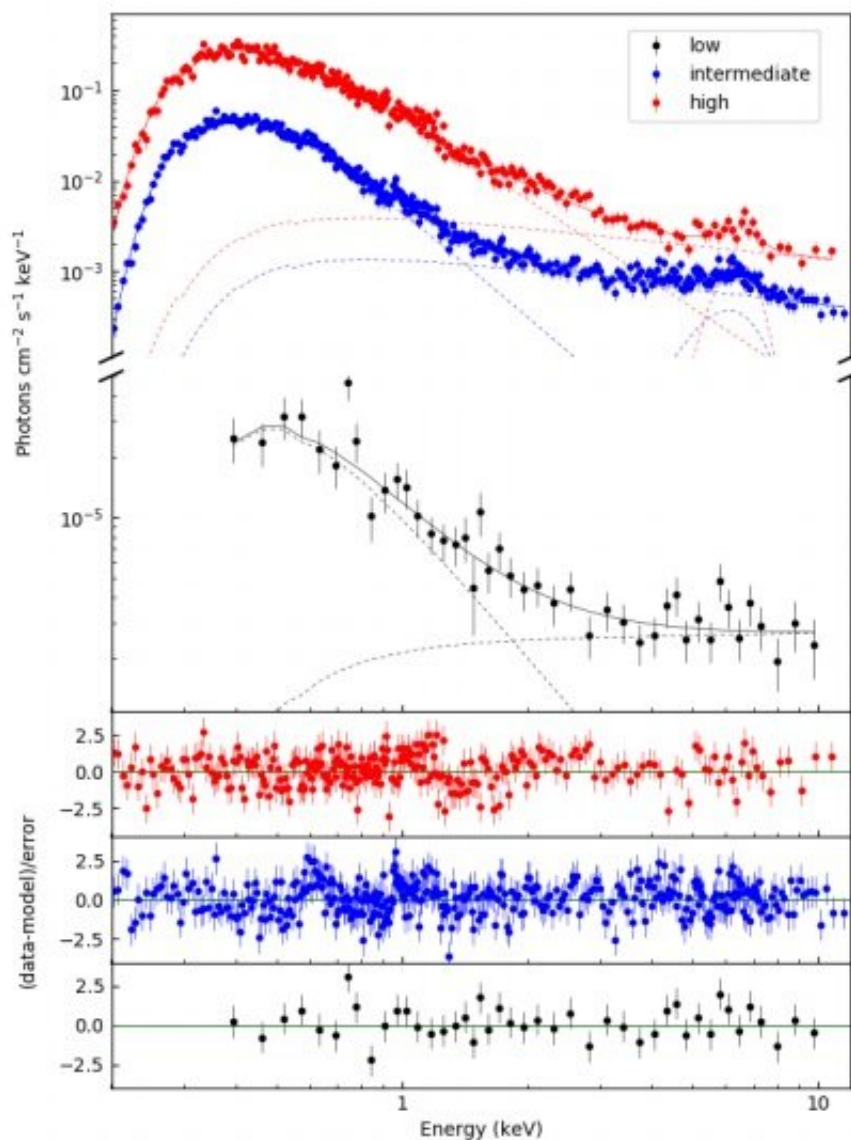 low
intermediate
high
10⁻¹
10⁻²
10⁻³
Photons cm⁻² s⁻¹ keV⁻¹
10⁻⁵
2.5
0.0
−2.5
2.5
0.0
−2.5
2.5
0.0
−2.5
(data-model)/error
1
10
Energy (keV)